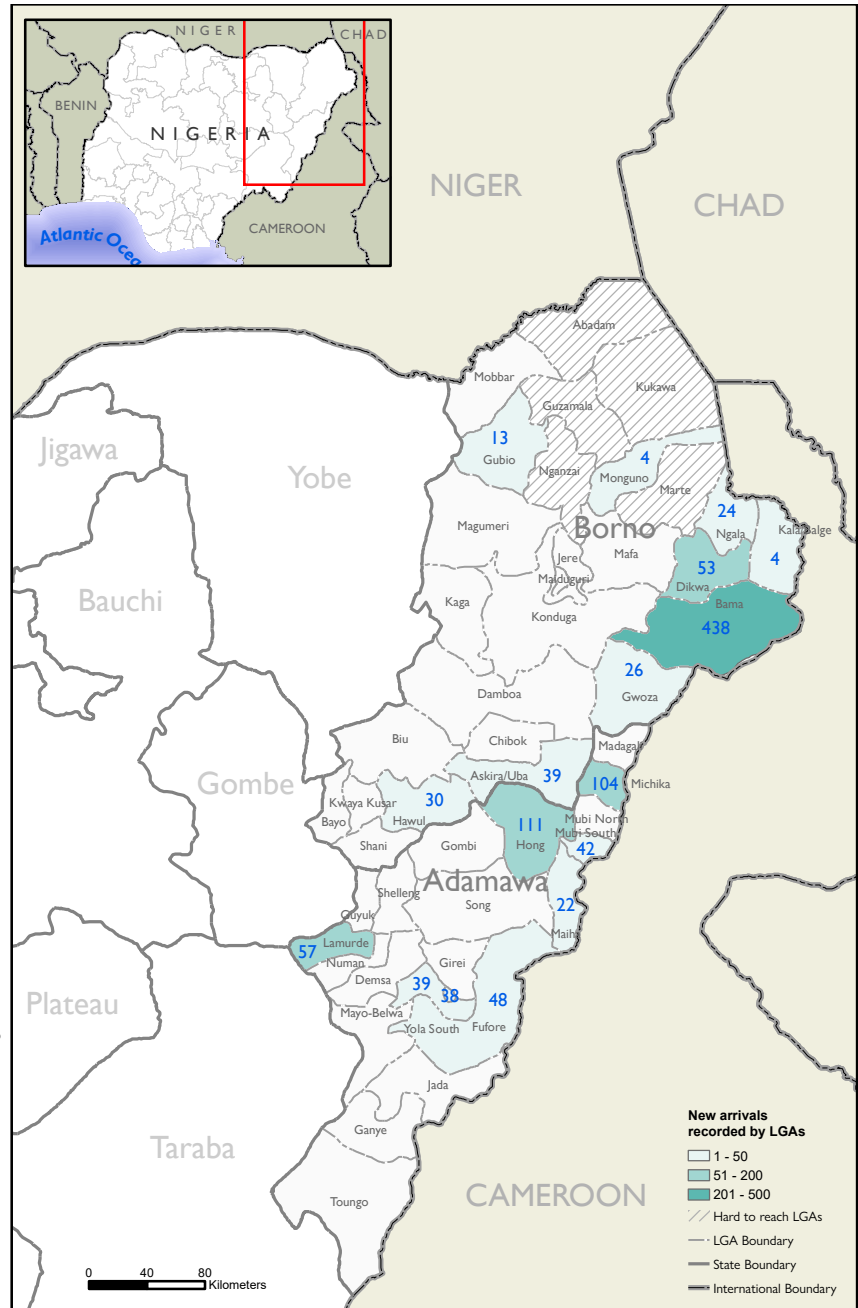 NIGER
CHAD
BENIN
NIGERIA
CAMEROON
Atlantic Ocea
NIGER
CHAD
Abadam
Mobbar
Kukawa
Guzamala
13
Gubio
Jigawa
4
Yobe
Nganzai
Monguno
Marte
24
Magumeri
Borno
Ngala
Kala/Balge
Jere
Mafa
53
4
Maiduguri
Dikwa
Bauchi
Kaga
Bama
Konduga
438
26
Damboa
Gwoza
Biu
Chibok
Madagali
Askira/Uba
39
Gombe
104
Michika
Kwaya Kusar
30
Bayo
Hawul
111
Mubi North
Mubi South
Shani
Gombi
Hong
42
Adamawa
Shelleng
Song
22
Guyuk
Maiha
57
Lamurde
Numan
Girei
Demsa
39
38
48
Plateau
Mayo-Belwa
Yola South
Fufore
Jada
Ganye
Taraba
Toungo
CAMEROON
New arrivals
recorded by LGAs
1 - 50
51 - 200
201 - 500
Hard to reach LGAs
LGA Boundary
State Boundary
International Boundary
0 40 80
Kilometers